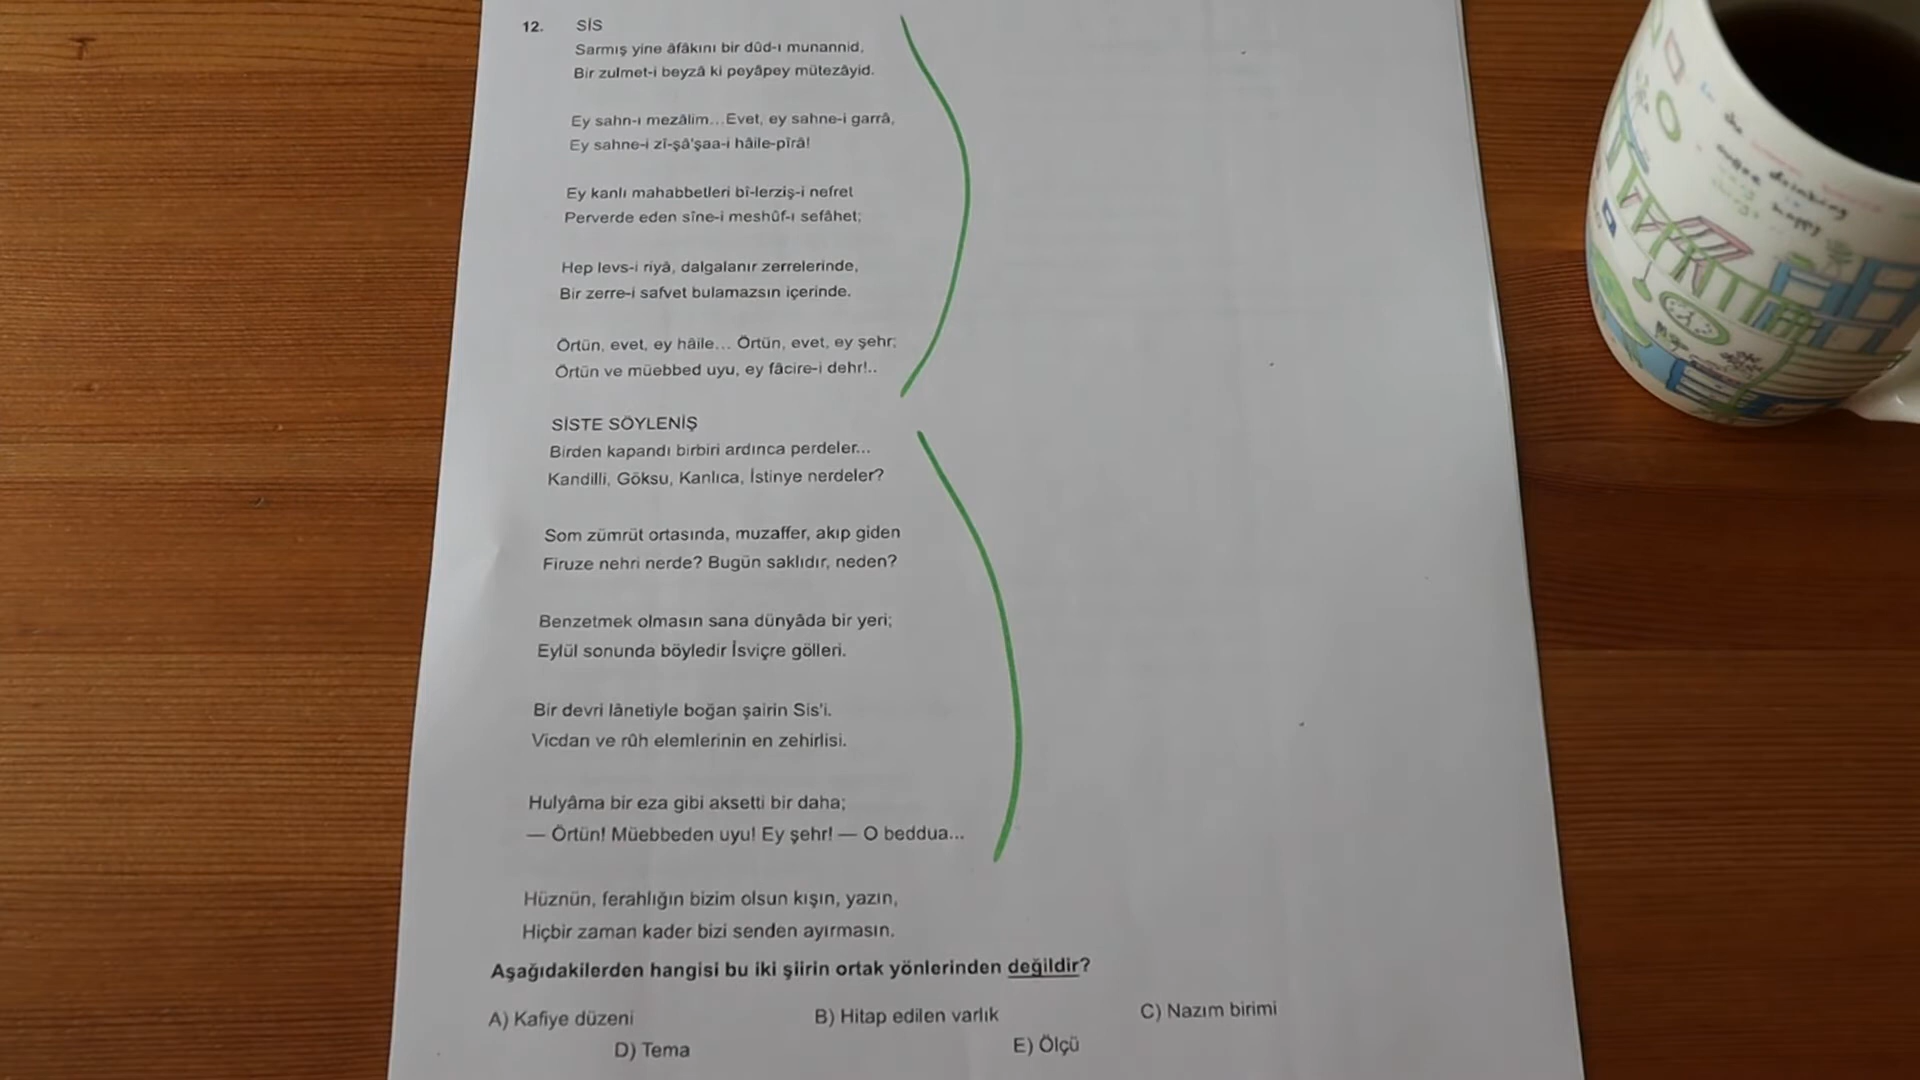 12. SİS
Sarmış yine âfâkını bir dûd-ı munannid,
Bir zulmet-i beyzâ ki peyâpey mütezâyid.
Ey sahn-ı mezâlim...Evet, ey sahne-i garrâ,
Ey sahne-i zî-şâ'şaa-i hâile-pîrâ!
Ey kanlı mahabbetleri bî-lerziş-i nefret
Perverde eden sîne-i meshûf-ı sefâhet;
Hep levs-i riyâ, dalgalanır zerrelerinde,
Bir zerre-i safvet bulamazsın içerinde.
Örtün, evet, ey hâile... Örtün, evet, ey şehr;
Örtün ve müebbed uyu, ey fâcire-i dehr!..
SİSTE SÖYLENİŞ
Birden kapandı birbiri ardınca perdeler...
Kandilli, Göksu, Kanlıca, İstinye nerdeler?
Som zümrüt ortasında, muzaffer, akıp giden
Firuze nehri nerde? Bugün saklıdır, neden?
Benzetmek olmasın sana dünyâda bir yeri;
Eylül sonunda böyledir İsviçre gölleri.
Bir devri lânetiyle boğan şairin Sis'i.
Vicdan ve rûh elemlerinin en zehirlisi.
Hulyâma bir eza gibi aksetti bir daha;
— Örtün! Müebbeden uyu! Ey şehr! — O beddua...
Hüznün, ferahlığın bizim olsun kışın, yazın,
Hiçbir zaman kader bizi senden ayırmasın.
Aşağıdakilerden hangisi bu iki şiirin ortak yönlerinden değildir?
A) Kafiye düzeni B) Hitap edilen varlık C) Nazım birimi
D) Tema E) Ölçü
the
coffee drinking
happy